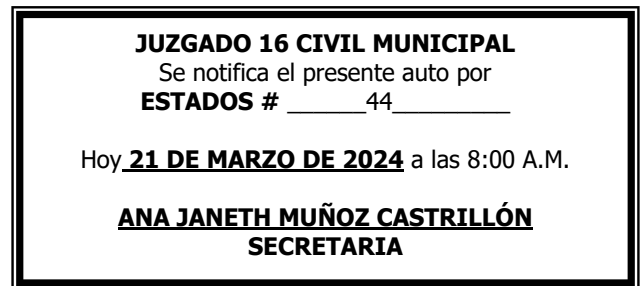 JUZGADO 16 CIVIL MUNICIPAL
Se notifica el presente auto por
ESTADOS # ______44_________
Hoy 21 DE MARZO DE 2024 a las 8:00 A.M.
ANA JANETH MUÑOZ CASTRILLÓN
SECRETARIA